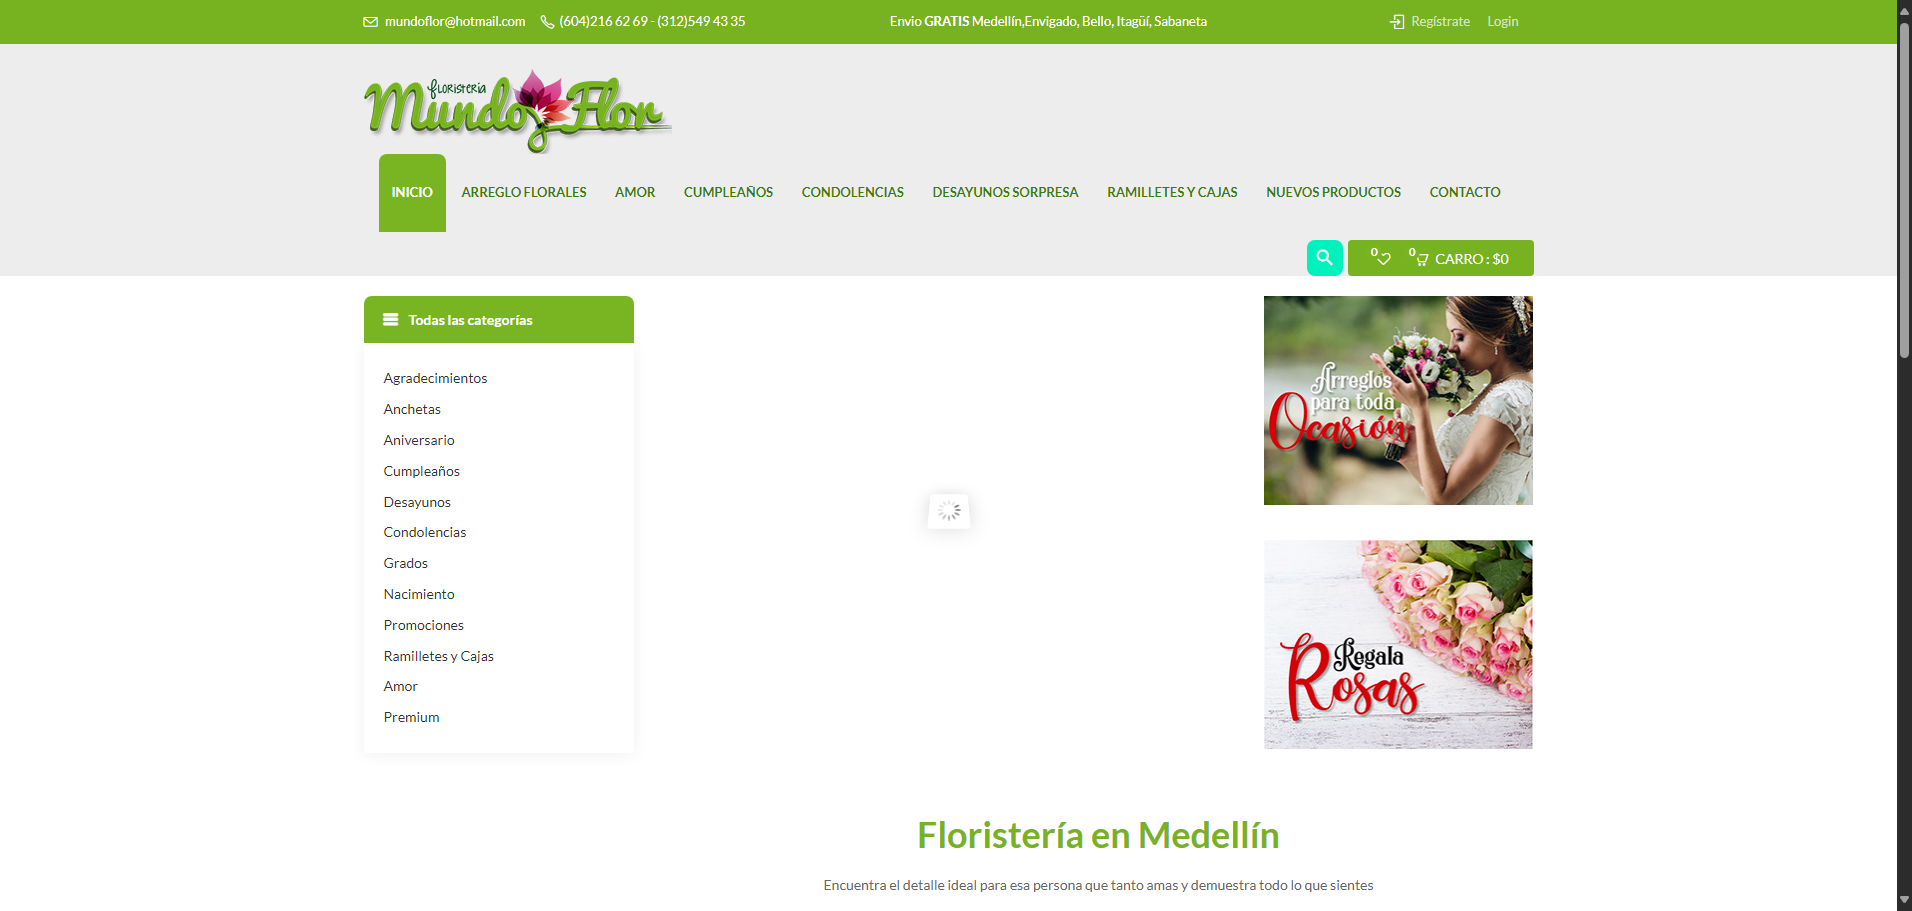 mundoflor@hotmail.com (604)216 62 69 - (312)549 43 35 Envio GRATIS Medellín,Envigado, Bello, Itagüí, Sabaneta Regístrate Login
Floristería
Mundo Flor
INICIO ARREGLO FLORALES AMOR CUMPLEAÑOS CONDOLENCIAS DESAYUNOS SORPRESA RAMILLETES Y CAJAS NUEVOS PRODUCTOS CONTACTO
0 0 CARRO : $0
Todas las categorías
Agradecimientos
Anchetas
Aniversario
Cumpleaños
Desayunos
Condolencias
Grados
Nacimiento
Promociones
Ramilletes y Cajas
Amor
Premium
Arreglos
para toda
Ocasión
Regala
Rosas
Floristería en Medellín
Encuentra el detalle ideal para esa persona que tanto amas y demuestra todo lo que sientes